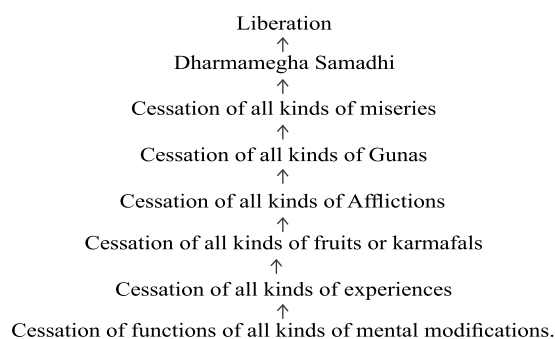 Liberation
↑
Dharmamegha Samadhi
↑
Cessation of all kinds of miseries
↑
Cessation of all kinds of Gunas
↑
Cessation of all kinds of Afflictions
↑
Cessation of all kinds of fruits or karmafals
↑
Cessation of all kinds of experiences
↑
Cessation of functions of all kinds of mental modifications.